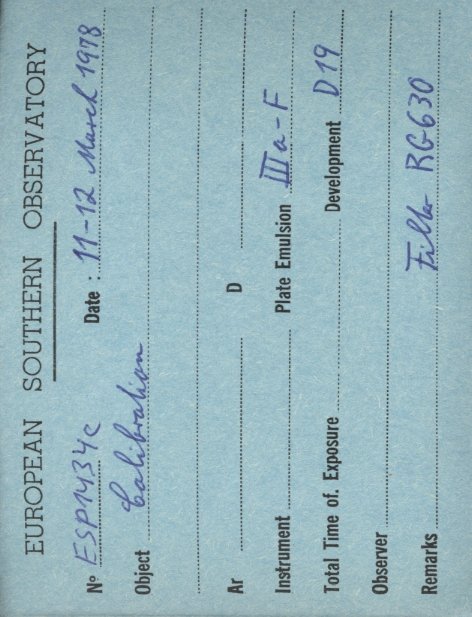 EUROPEAN SOUTHERN OBSERVATORY
Nº ESP1434c Date : 11-12 March 1978
Object Calibration
Ar D
Instrument Plate Emulsion IIIa-F
Total Time of. Exposure Development D19
Observer
Remarks Filter RG630